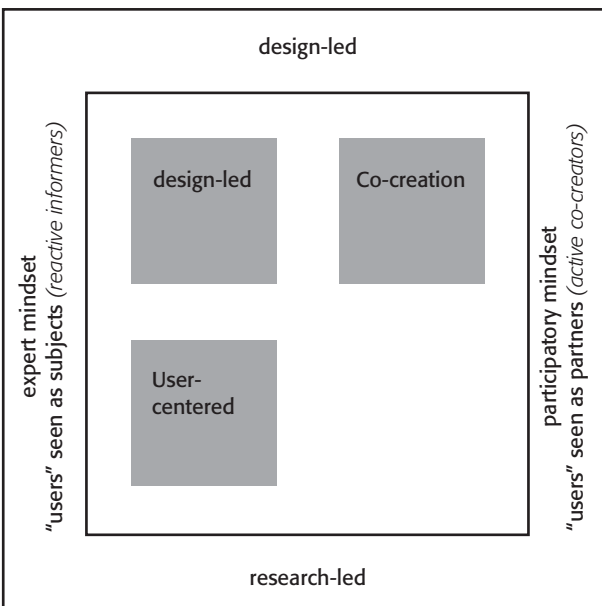 design-led
expert mindset
"users" seen as subjects (reactive informers)
design-led
Co-creation
User-
centered
participatory mindset
"users" seen as partners (active co-creators)
research-led